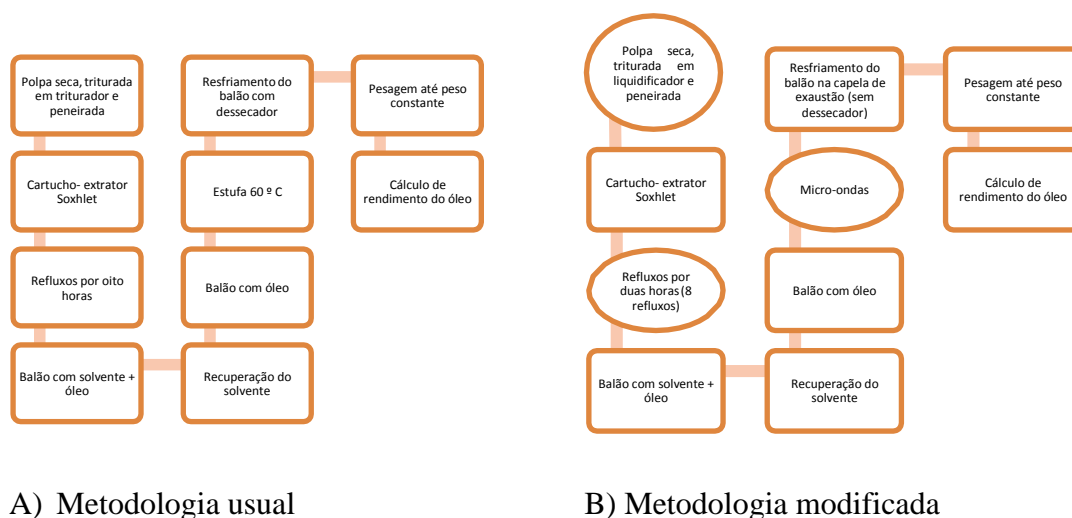 Polpa seca, triturada
em triturador e
peneirada
Cartucho- extrator
Soxhlet
Refluxos por oito
horas
Balão com solvente +
óleo
Recuperação do
solvente
Balão com óleo
Estufa 60 º C
Resfriamento do
balão com
dessecador
Pesagem até peso
constante
Cálculo de
rendimento do óleo
A) Metodologia usual
Polpa seca,
triturada em
liquidificador e
peneirada
Cartucho- extrator
Soxhlet
Refluxos por
duas horas (8
refluxos)
Balão com solvente +
óleo
Recuperação do
solvente
Balão com óleo
Micro-ondas
Resfriamento do
balão na capela de
exaustão (sem
dessecador)
Pesagem até peso
constante
Cálculo de
rendimento do óleo
B) Metodologia modificada